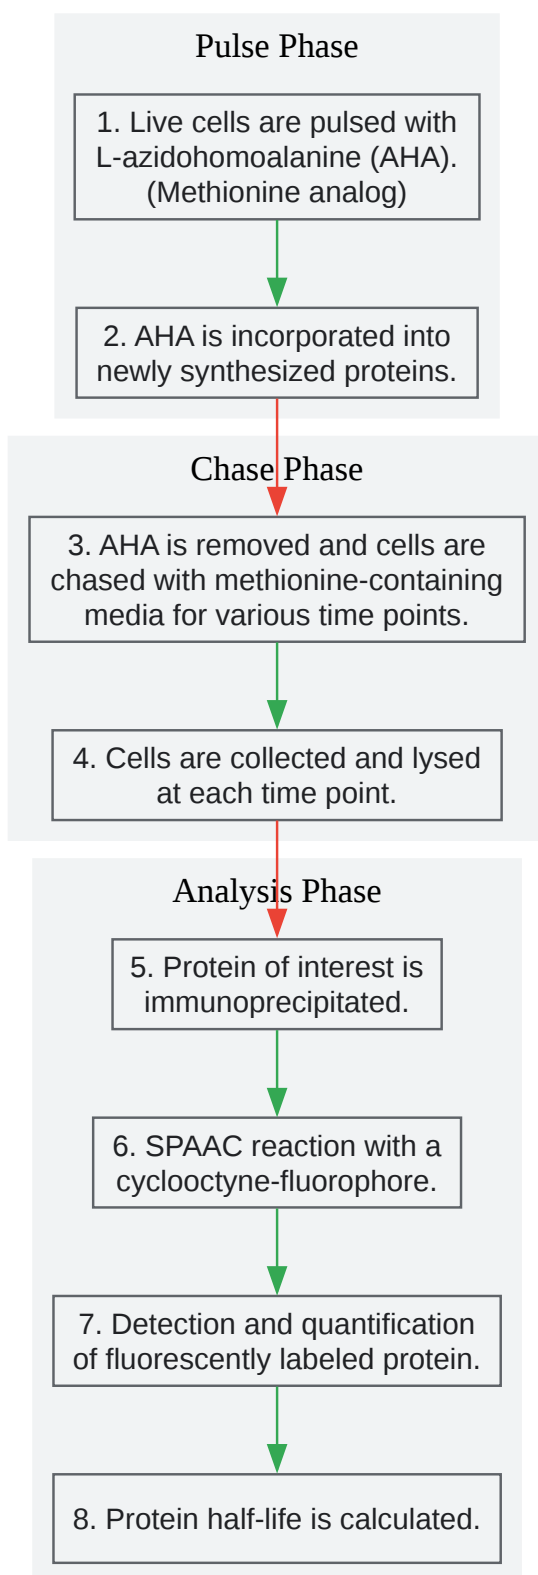 Pulse Phase
1. Live cells are pulsed with
L-azidohomoalanine (AHA).
(Methionine analog)
2. AHA is incorporated into
newly synthesized proteins.
Chase Phase
3. AHA is removed and cells are
chased with methionine-containing
media for various time points.
4. Cells are collected and lysed
at each time point.
Analysis Phase
5. Protein of interest is
immunoprecipitated.
6. SPAAC reaction with a
cyclooctyne-fluorophore.
7. Detection and quantification
of fluorescently labeled protein.
8. Protein half-life is calculated.